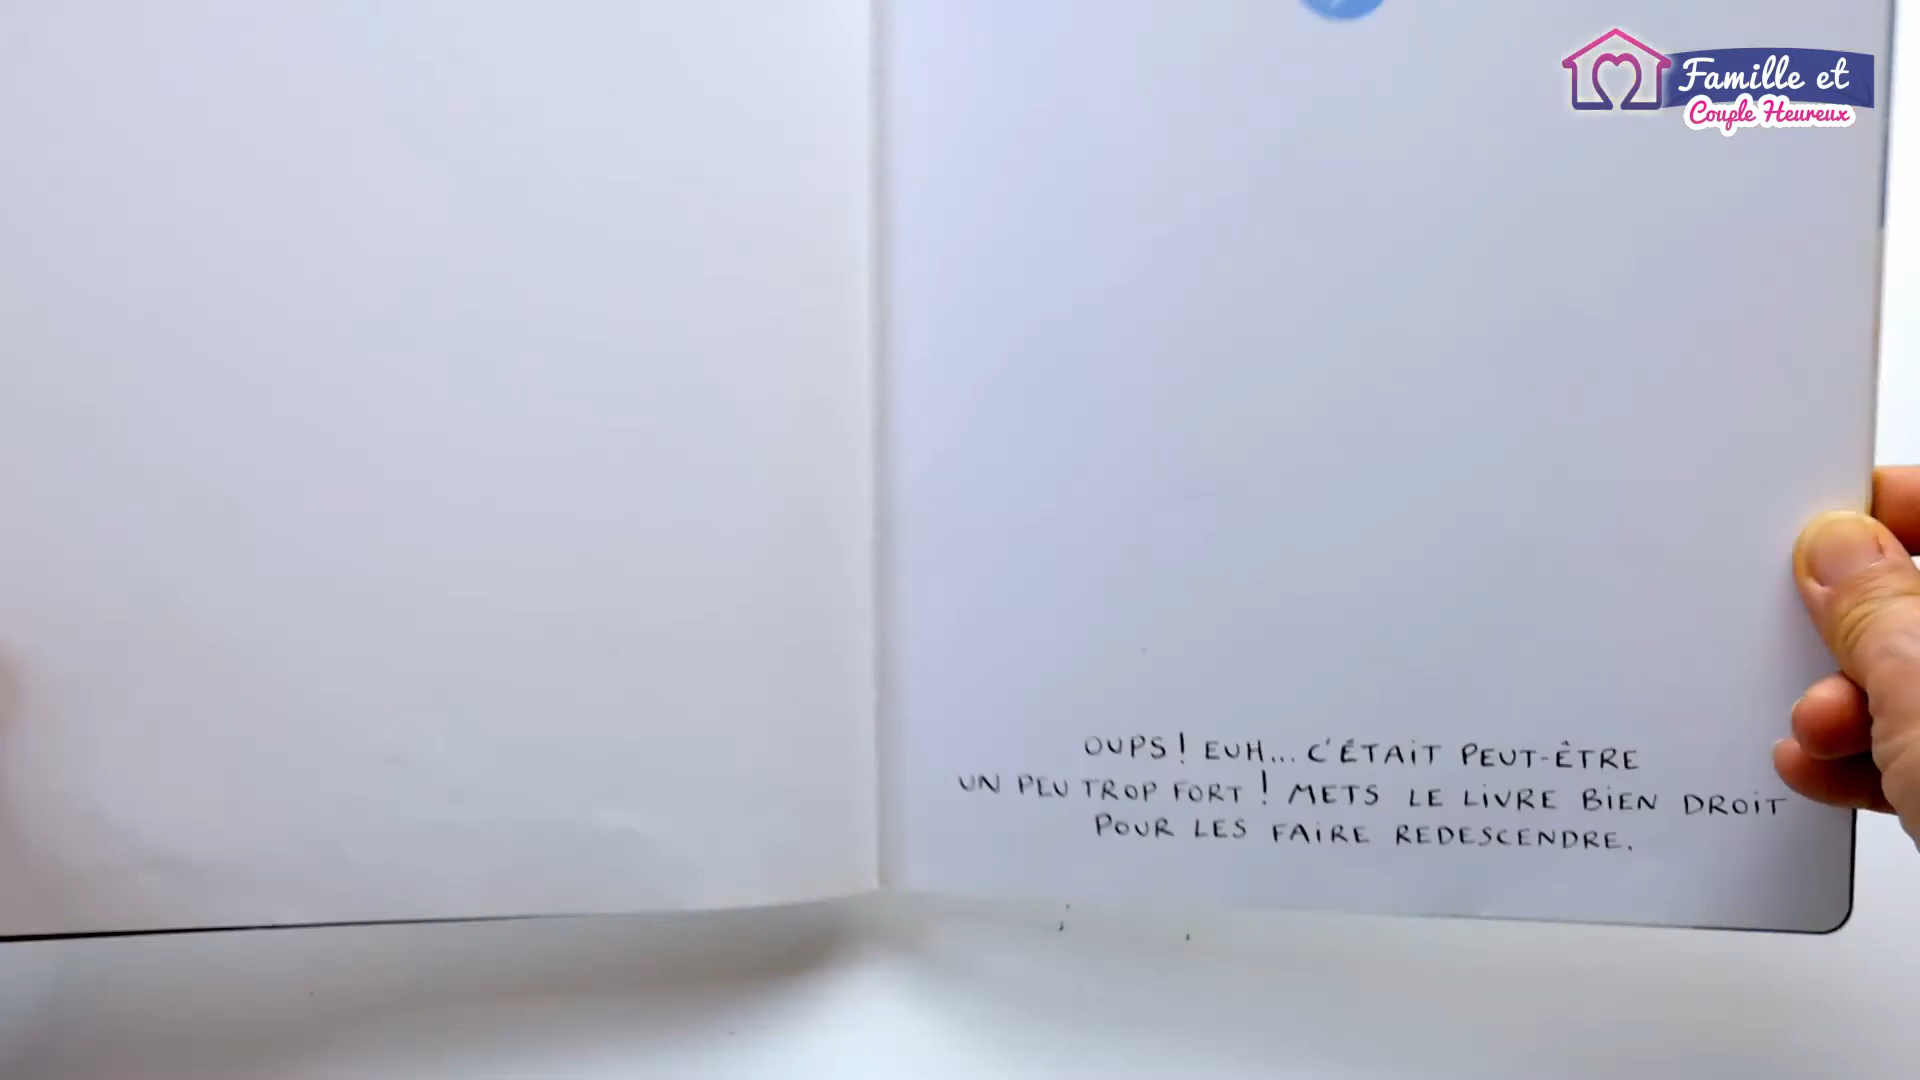 Famille et
Couple Heureux
OUPS! EUH... C'ÉTAIT PEUT-ÊTRE
UN PEU TROP FORT! METS LE LIVRE BIEN DROIT
POUR LES FAIRE REDESCENDRE.